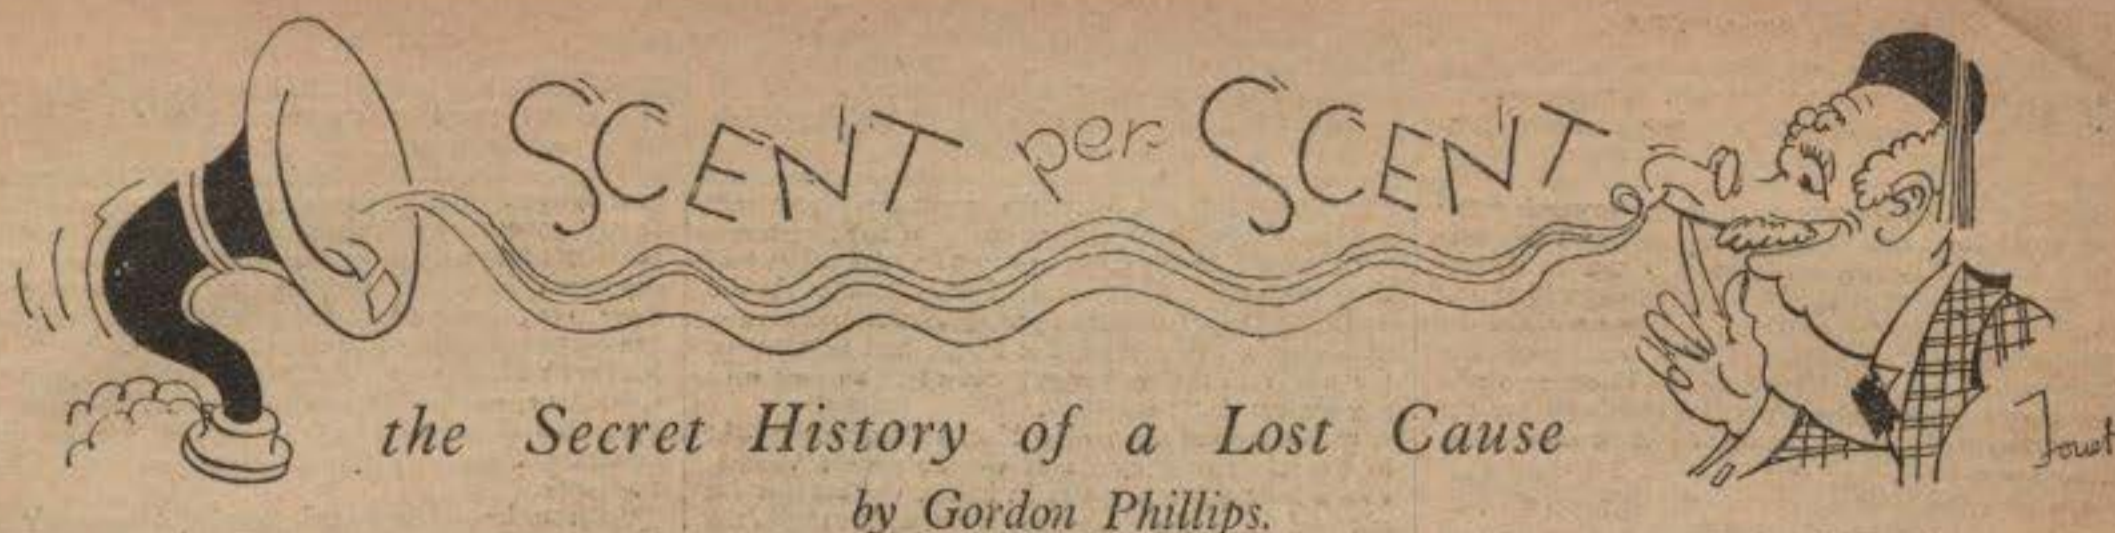 SCENT per SCENT
the Secret History of a Lost Cause
by Gordon Phillips.